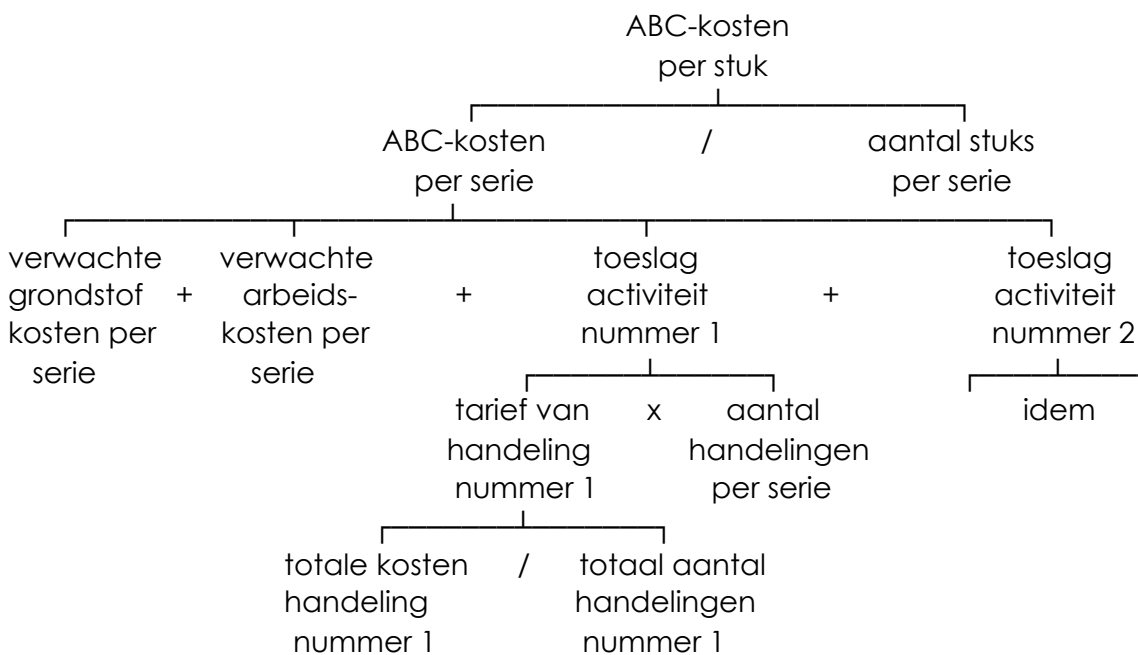 ABC-kosten
per stuk
ABC-kosten / aantal stuks
per serie per serie
verwachte verwachte toeslag toeslag
grondstof + arbeids- + activiteit + activiteit
kosten per kosten per nummer 1 nummer 2
serie serie
tarief van x aantal idem
handeling handelingen
nummer 1 per serie
totale kosten / totaal aantal
handeling handelingen
nummer 1 nummer 1